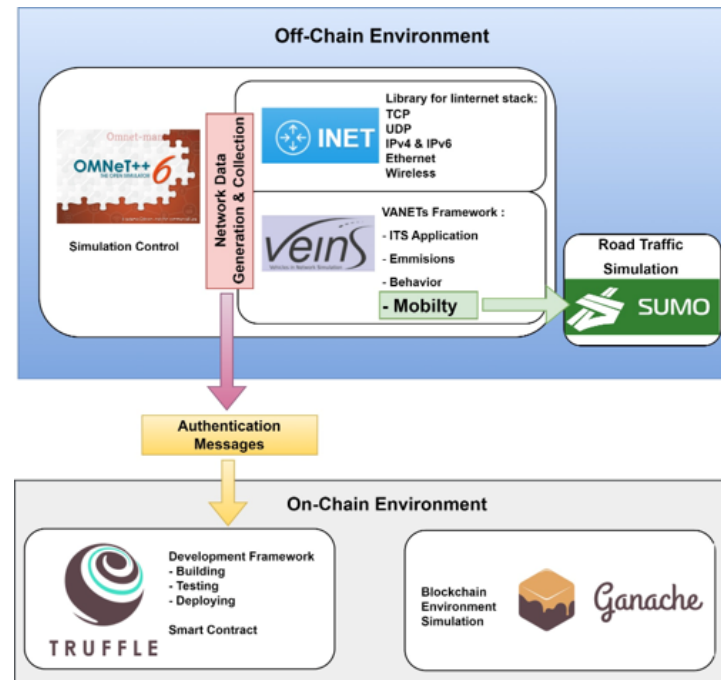 Off-Chain Environment
Omnet-man
OMNeT++ 6
THE OPEN SIMULATOR
Simulation Control
Network Data
Generation & Collection
INET
Library for Iinternet stack:
TCP
UDP
IPv4 & IPv6
Ethernet
Wireless
veins
Vehicles in Network Simulation
VANETs Framework :
- ITS Application
- Emmisions
- Behavior
- Mobilty
Road Traffic
Simulation
SUMO
Authentication
Messages
On-Chain Environment
TRUFFLE
Development Framework
- Building
- Testing
- Deploying
Smart Contract
Blockchain
Environment
Simulation
Ganache